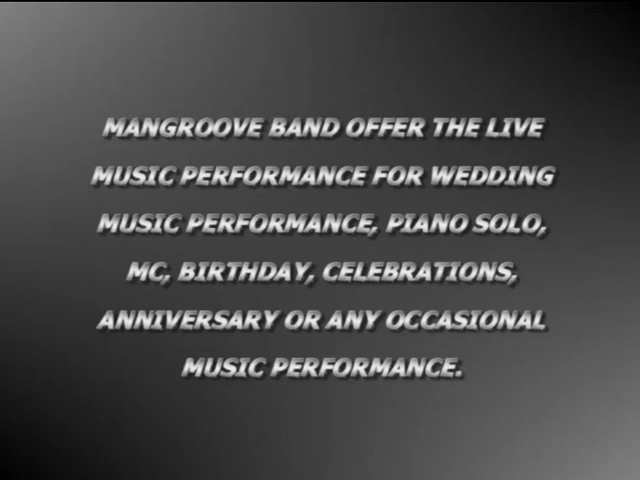 MANGROOVE BAND OFFER THE LIVE
MUSIC PERFORMANCE FOR WEDDING
MUSIC PERFORMANCE, PIANO SOLO,
MC, BIRTHDAY, CELEBRATIONS,
ANNIVERSARY OR ANY OCCASIONAL
MUSIC PERFORMANCE.